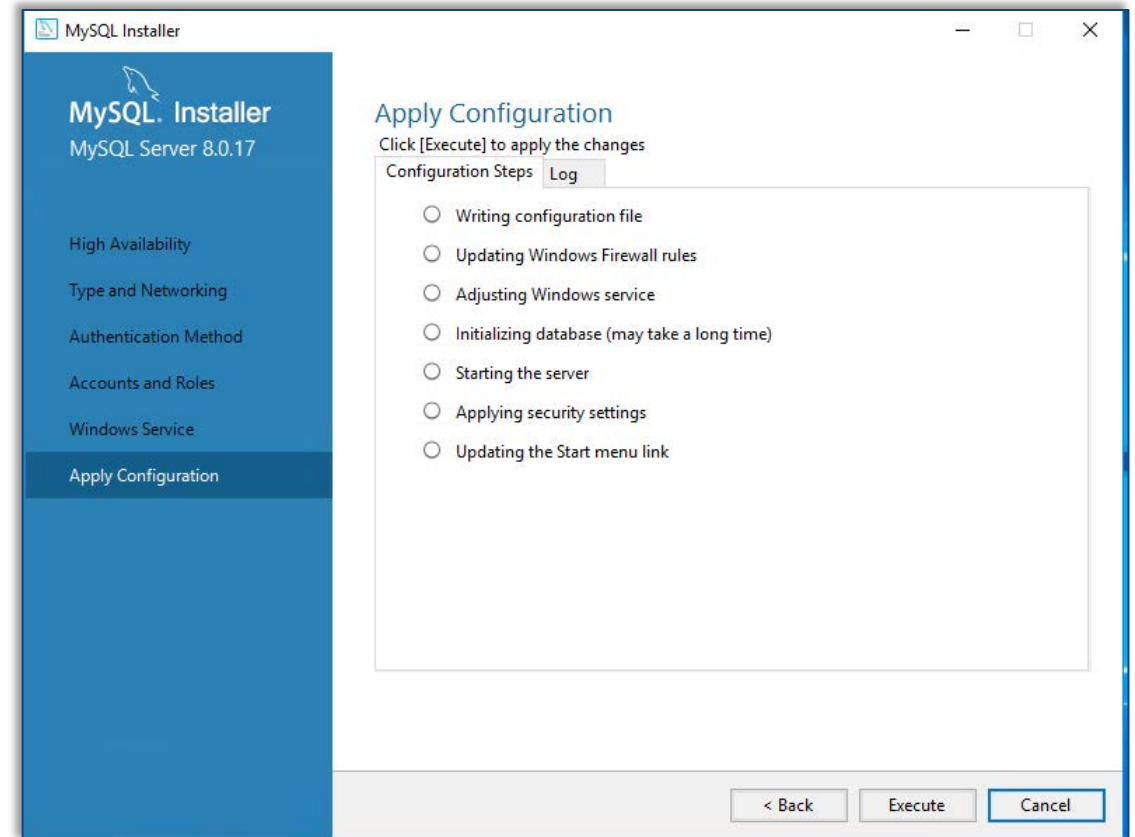 MySQL Installer
MySQL. Installer
MySQL Server 8.0.17
High Availability
Type and Networking
Authentication Method
Accounts and Roles
Windows Service
Apply Configuration
Apply Configuration
Click [Execute] to apply the changes
Configuration Steps Log
Writing configuration file
Updating Windows Firewall rules
Adjusting Windows service
Initializing database (may take a long time)
Starting the server
Applying security settings
Updating the Start menu link
< Back Execute Cancel